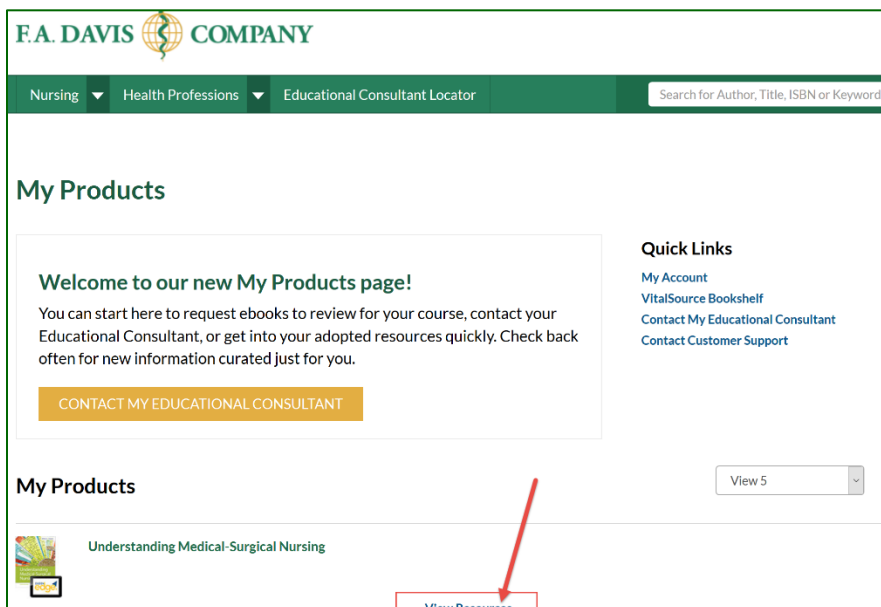 F.A. DAVIS COMPANY
Nursing Health Professions Educational Consultant Locator Search for Author, Title, ISBN or Keyword
My Products
Welcome to our new My Products page!
You can start here to request ebooks to review for your course, contact your
Educational Consultant, or get into your adopted resources quickly. Check back
often for new information curated just for you.
CONTACT MY EDUCATIONAL CONSULTANT
Quick Links
My Account
VitalSource Bookshelf
Contact My Educational Consultant
Contact Customer Support
My Products
View 5
Understanding Medical-Surgical Nursing
edge
View Resources